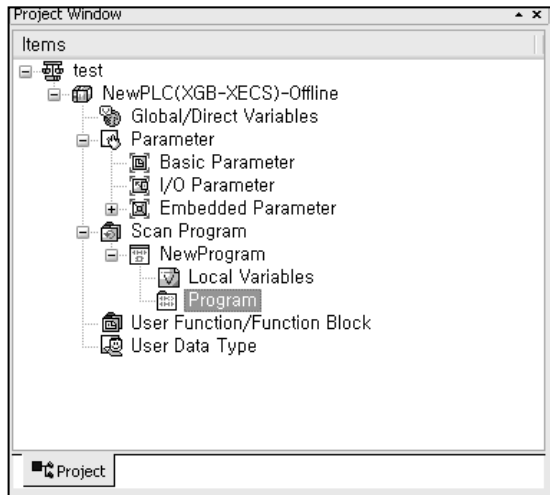 Project Window
Items
test
NewPLC(XGB-XECS)-Offline
Global/Direct Variables
Parameter
Basic Parameter
I/O Parameter
Embedded Parameter
Scan Program
NewProgram
Local Variables
Program
User Function/Function Block
User Data Type
Project